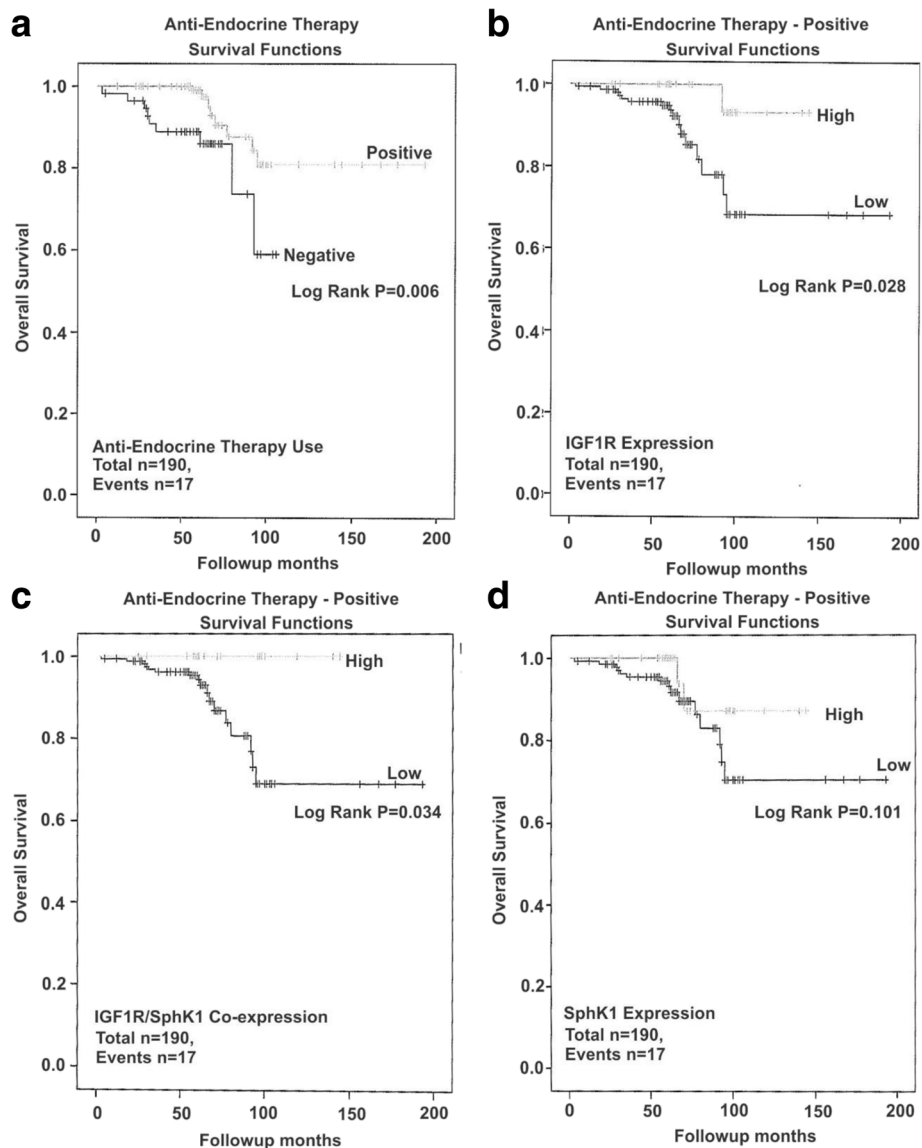 a
Anti-Endocrine Therapy
Survival Functions
1.0
0.8
0.6
0.4
0.2
0.0
Overall Survival
Positive
Negative
Log Rank P=0.006
Anti-Endocrine Therapy Use
Total n=190,
Events n=17
0 50 100 150 200
Followup months
b
Anti-Endocrine Therapy - Positive
Survival Functions
1.0
0.8
0.6
0.4
0.2
0.0
Overall Survival
High
Low
Log Rank P=0.028
IGF1R Expression
Total n=190,
Events n=17
0 50 100 150 200
Followup months
c
Anti-Endocrine Therapy - Positive
Survival Functions
1.0
0.8
0.6
0.4
0.2
0.0
Overall Survival
High
Low
Log Rank P=0.034
IGF1R/SphK1 Co-expression
Total n=190,
Events n=17
0 50 100 150 200
Followup months
d
Anti-Endocrine Therapy - Positive
Survival Functions
1.0
0.8
0.6
0.4
0.2
0.0
Overall Survival
High
Low
Log Rank P=0.101
SphK1 Expression
Total n=190,
Events n=17
0 50 100 150 200
Followup months